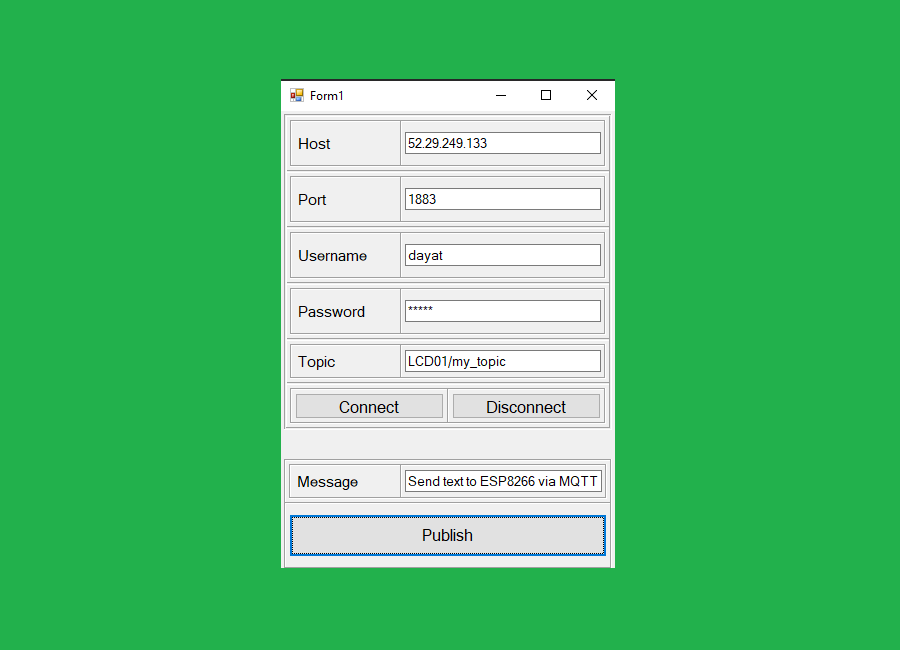 Form1
Host
52.29.249.133
Port
1883
Username
dayat
Password
*****
Topic
LCD01/my_topic
Connect
Disconnect
Message
Send text to ESP8266 via MQTT
Publish